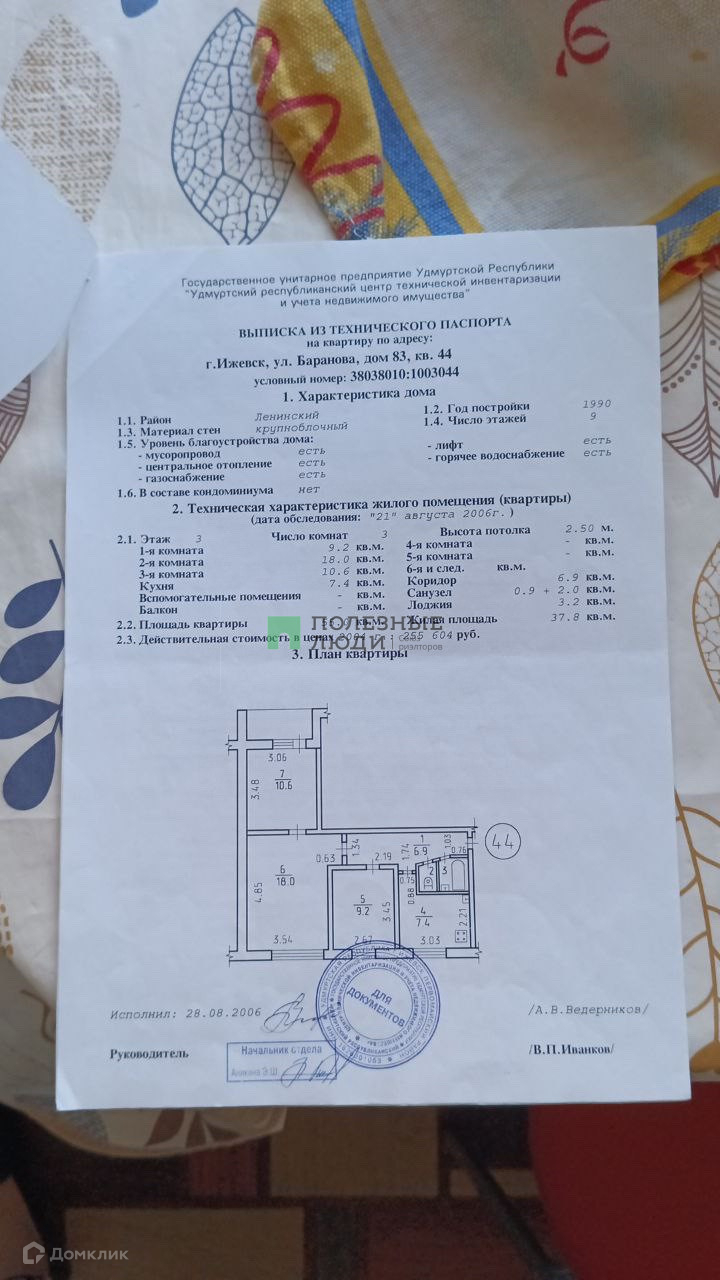 Государственное унитарное предприятие Удмуртской Республики
"Удмуртский республиканский центр технической инвентаризации
и учета недвижимого имущества"
ВЫПИСКА ИЗ ТЕХНИЧЕСКОГО ПАСПОРТА
на квартиру по адресу:
г.Ижевск, ул. Баранова, дом 83, кв. 44
условный номер: 38038010:1003044
1. Характеристика дома
1.1. Район Ленинский 1.2. Год постройки 1990
1.3. Материал стен крупноблочный 1.4. Число этажей 9
1.5. Уровень благоустройства дома:
- мусоропровод есть - лифт есть
- центральное отопление есть - горячее водоснабжение есть
- газоснабжение есть
1.6. В составе кондоминиума нет
2. Техническая характеристика жилого помещения (квартиры)
(дата обследования: "21" августа 2006г. )
2.1. Этаж 3 Число комнат 3 Высота потолка 2.50 м.
1-я комната 9.2 кв.м. 4-я комната - кв.м.
2-я комната 18.0 кв.м. 5-я комната - кв.м.
3-я комната 10.6 кв.м. 6-я и след. кв.м.
Кухня 7.4 кв.м. Коридор 6.9 кв.м.
Вспомогательные помещения - кв.м. Санузел 0.9 + 2.0 кв.м.
Балкон - кв.м. Лоджия 3.2 кв.м.
2.2. Площадь квартиры кв.м. Жилая площадь 37.8 кв.м.
2.3. Действительная стоимость в ценах 255 604 руб.
ПОЛЕЗНЫЕ
ЛЮДИ
риэлторов
3. План квартиры
3.06
7
10.6
3.48
6
18.0
4.85
3.54
0.63
1.34
2.19
1.74
1
6.9
1.03
0.76
44
2
3
0.75
0.88
5
9.2
3.45
2.67
4
7.4
2.21
3.03
ДЛЯ
ДОКУМЕНТОВ
Исполнил: 28.08.2006 /А.В.Ведерников/
Руководитель /В.П.Иванков/
Начальник отдела
Аникина Э.Ш.
Домклик